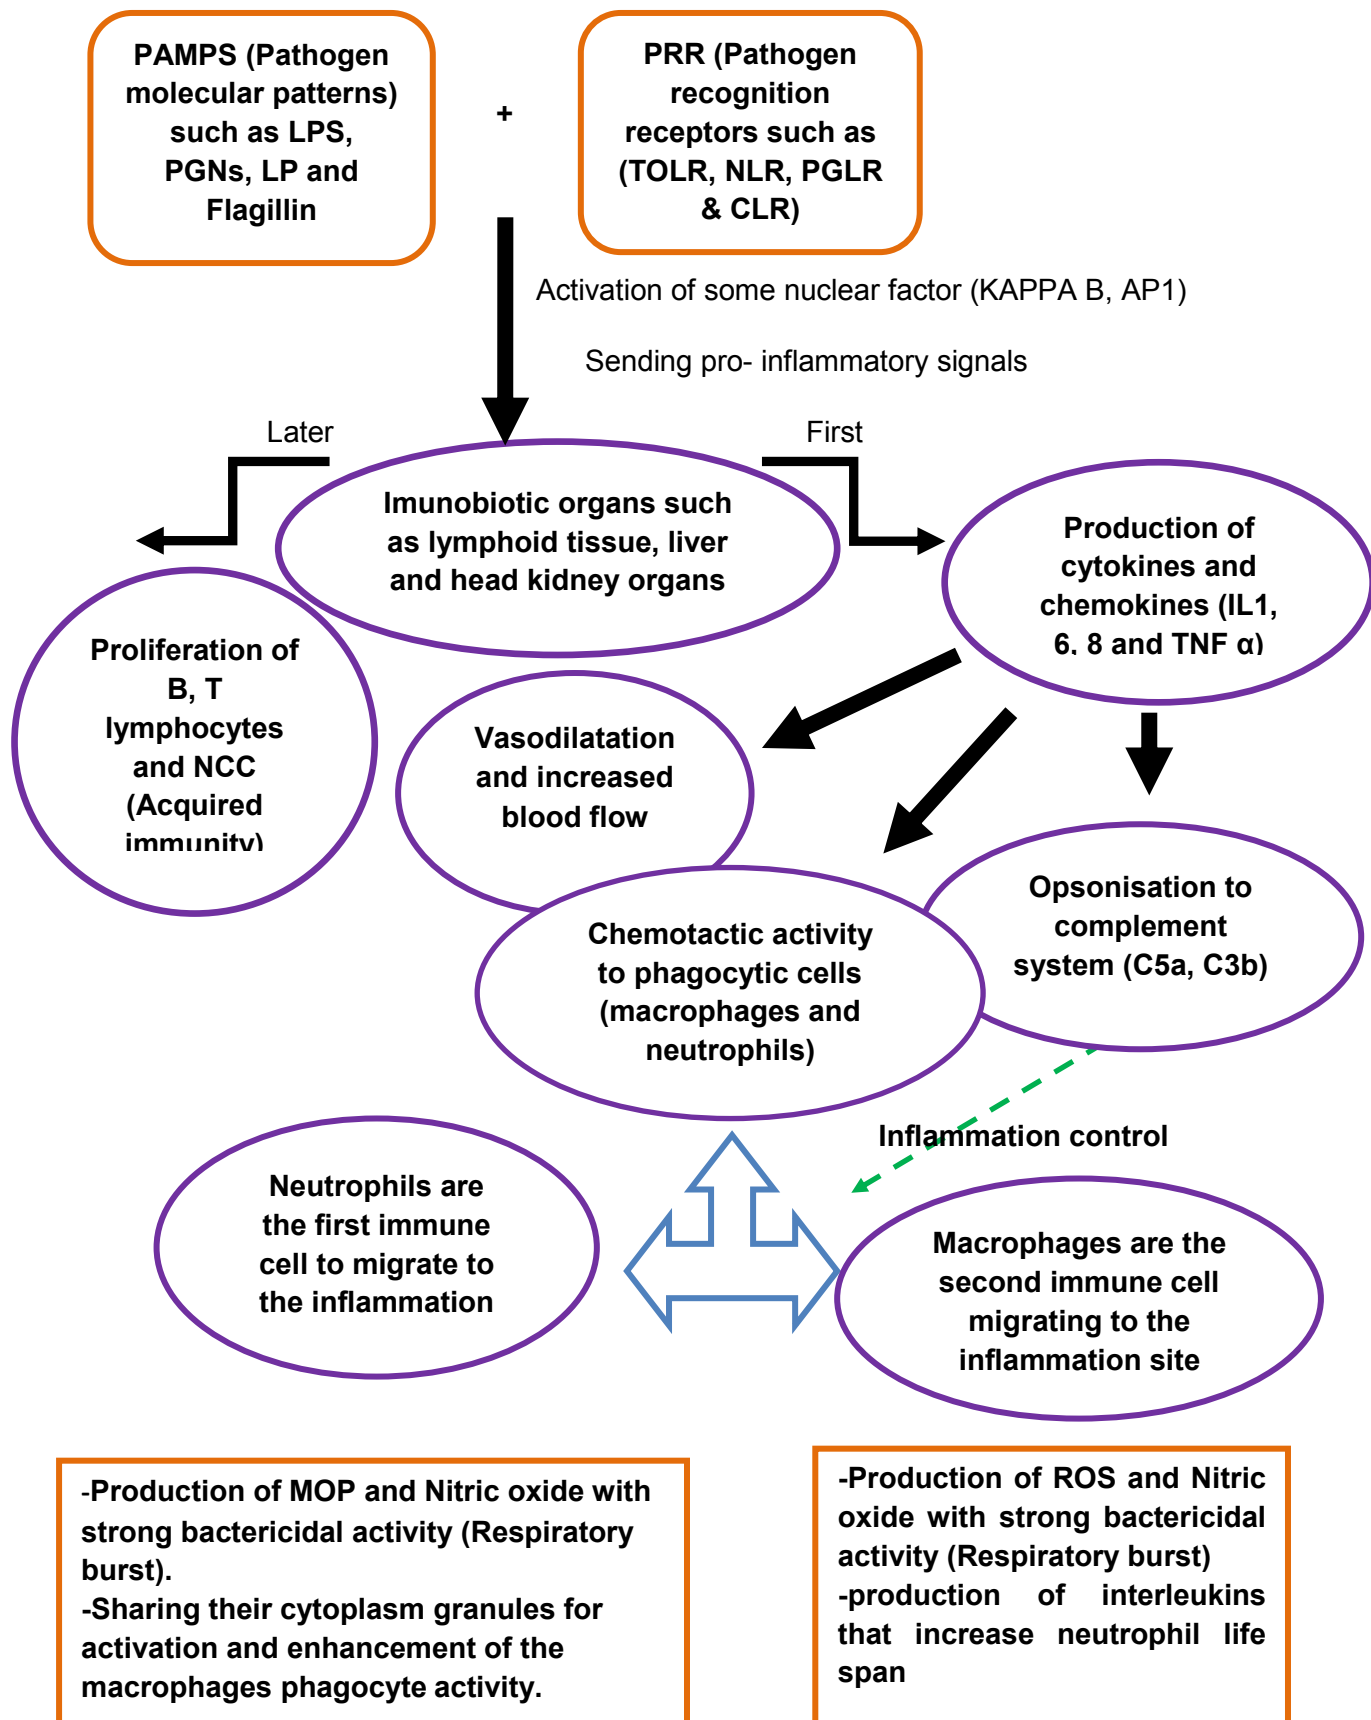 PAMPS (Pathogen
molecular patterns)
such as LPS,
PGNs, LP and
Flagillin
+
PRR (Pathogen
recognition
receptors such as
(TOLR, NLR, PGLR
& CLR)
Activation of some nuclear factor (KAPPA B, AP1)
Sending pro- inflammatory signals
Later
First
Imunobiotic organs such
as lymphoid tissue, liver
and head kidney organs
Production of
cytokines and
chemokines (IL1,
6, 8 and TNF α)
Proliferation of
B, T
lymphocytes
and NCC
(Acquired
immunity)
Vasodilatation
and increased
blood flow
Opsonisation to
complement
system (C5a, C3b)
Chemotactic activity
to phagocytic cells
(macrophages and
neutrophils)
Inflammation control
Neutrophils are
the first immune
cell to migrate to
the inflammation
Macrophages are the
second immune cell
migrating to the
inflammation site
-Production of MOP and Nitric oxide with
strong bactericidal activity (Respiratory
burst).
-Sharing their cytoplasm granules for
activation and enhancement of the
macrophages phagocyte activity.
-Production of ROS and Nitric
oxide with strong bactericidal
activity (Respiratory burst)
-production of interleukins
that increase neutrophil life
span